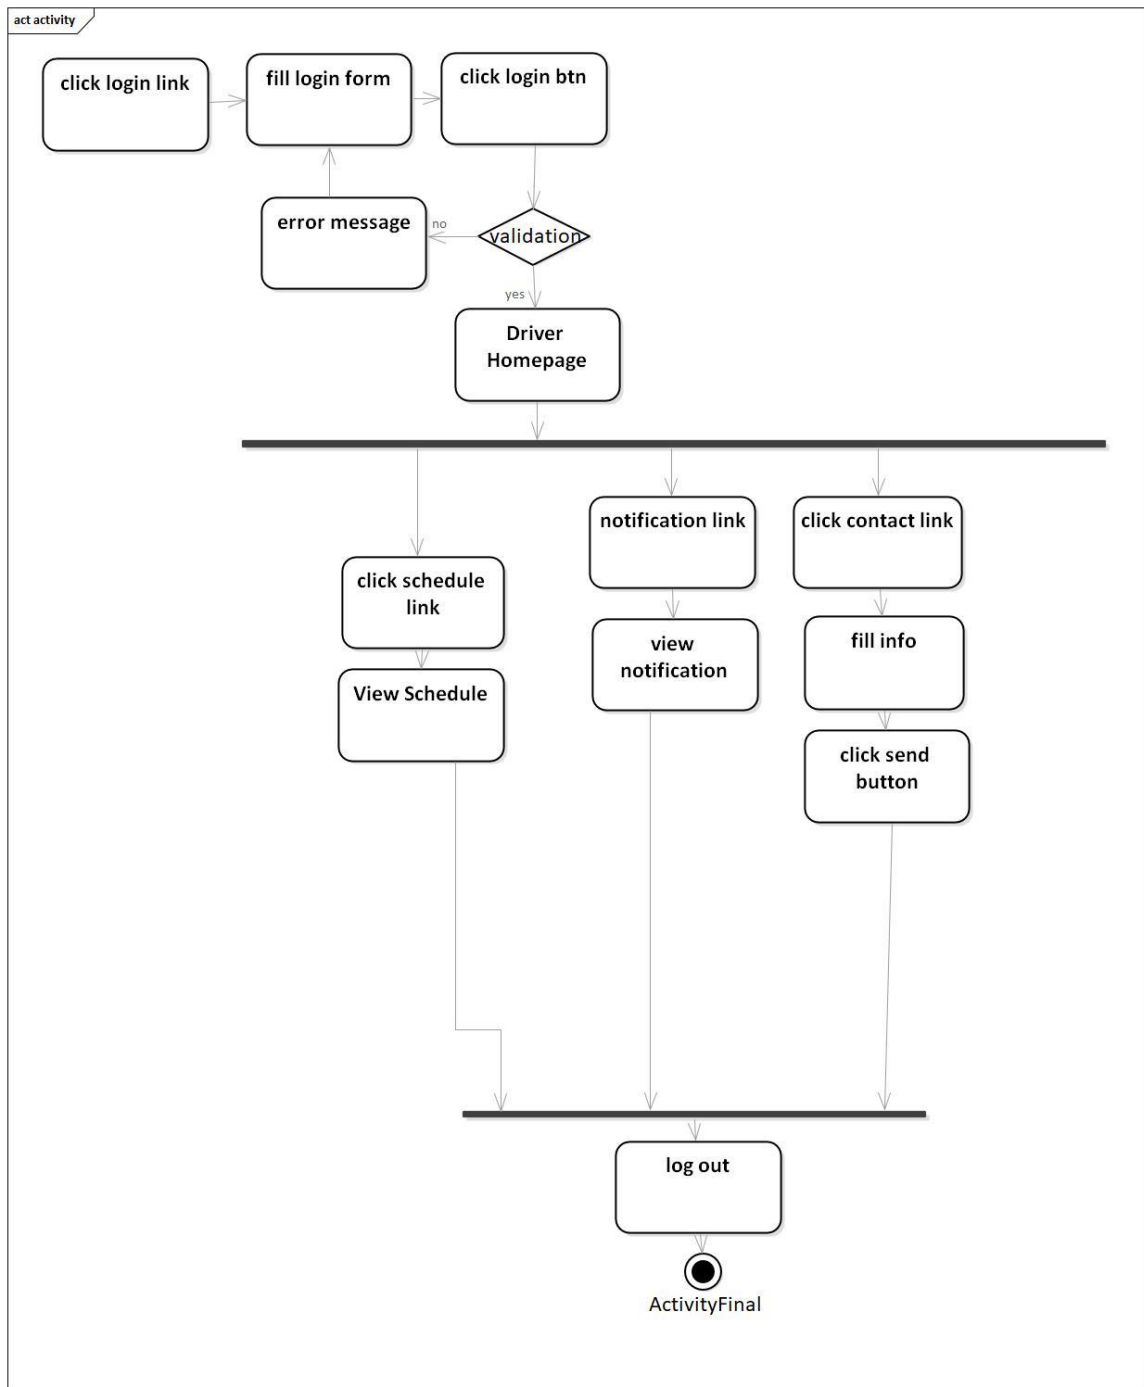 act activity
click login link
fill login form
click login btn
error message
no
validation
yes
Driver
Homepage
notification link
click contact link
click schedule
link
view
notification
fill info
View Schedule
click send
button
log out
ActivityFinal